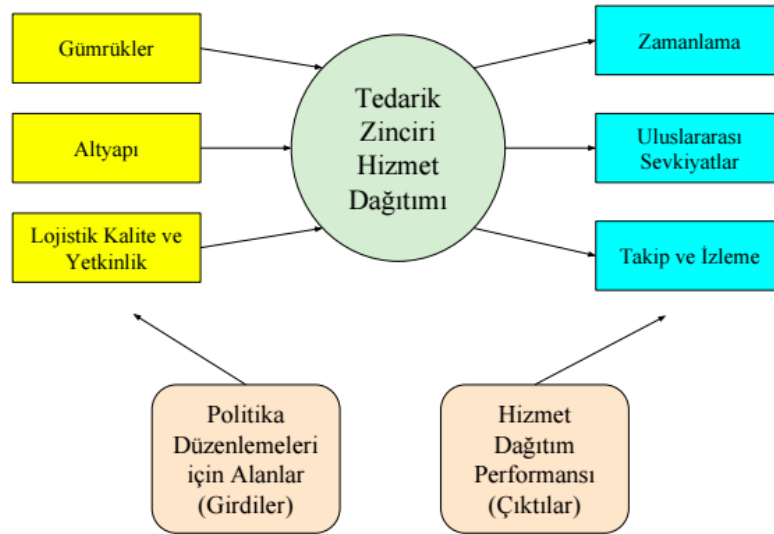 Gümrükler
Altyapı
Lojistik Kalite ve
Yetkinlik
Tedarik
Zinciri
Hizmet
Dağıtımı
Zamanlama
Uluslararası
Sevkiyatlar
Takip ve İzleme
Politika
Düzenlemeleri
için Alanlar
(Girdiler)
Hizmet
Dağıtım
Performansı
(Çıktılar)